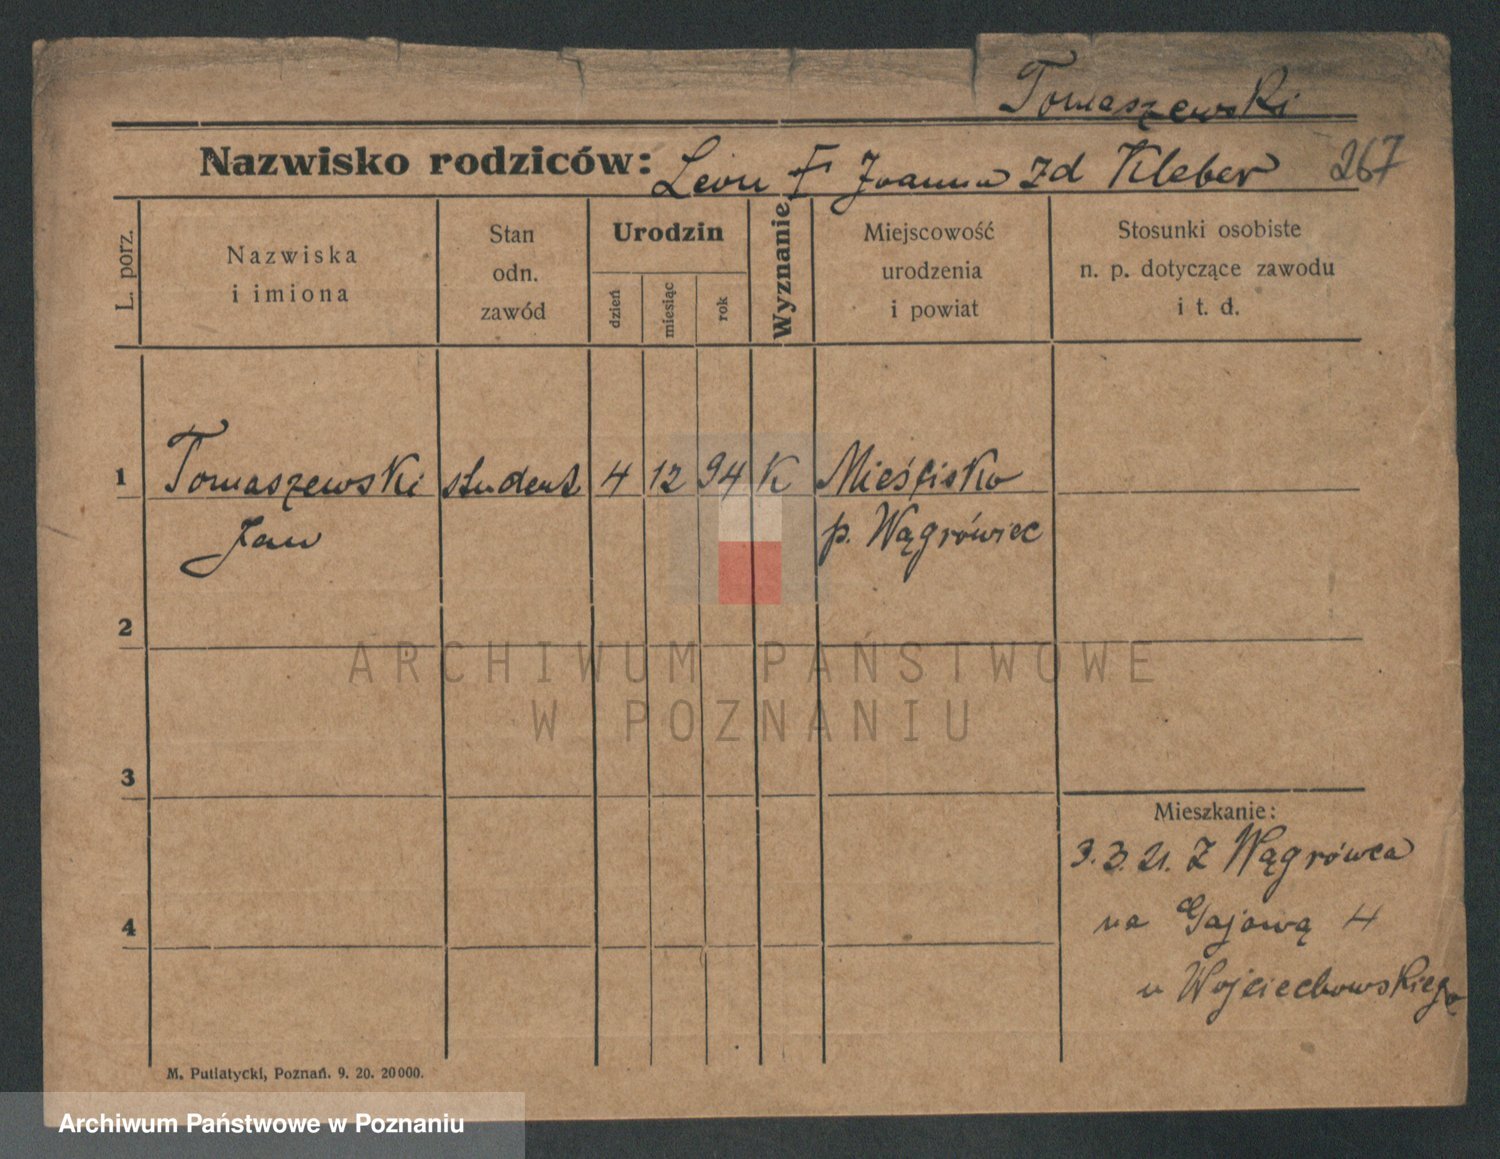 Tomaszewski
Nazwisko rodziców: Leon Joanna zd Kleber 267
L. porz.
Nazwiska
i imiona
Stan
odn.
zawód
Urodzin
dzień
miesiąc
rok
Wyznanie
Miejscowość
urodzenia
i powiat
Stosunki osobiste
n. p. dotyczące zawodu
i t. d.
1 Tomaszewski student 4 12 94 K Mieścisko
Jan p. Wągrówiec
2
ARCHIWUM PAŃSTWOWE
W POZNANIU
3
Mieszkanie:
3.3.21. Z Wągrówca
na Gajową 4
u Wojciechowskiego
4
M. Putiatycki, Poznań. 9. 20. 20000.
Archiwum Państwowe w Poznaniu